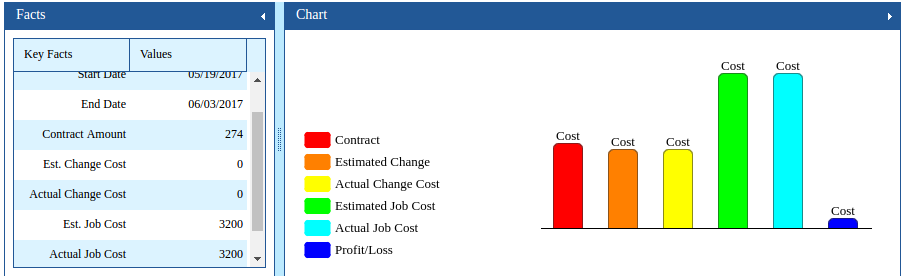 Facts
Key Facts Values
Start Date 05/19/2017
End Date 06/03/2017
Contract Amount 274
Est. Change Cost 0
Actual Change Cost 0
Est. Job Cost 3200
Actual Job Cost 3200
Chart
Contract
Estimated Change
Actual Change Cost
Estimated Job Cost
Actual Job Cost
Profit/Loss
Cost
Cost
Cost
Cost
Cost
Cost